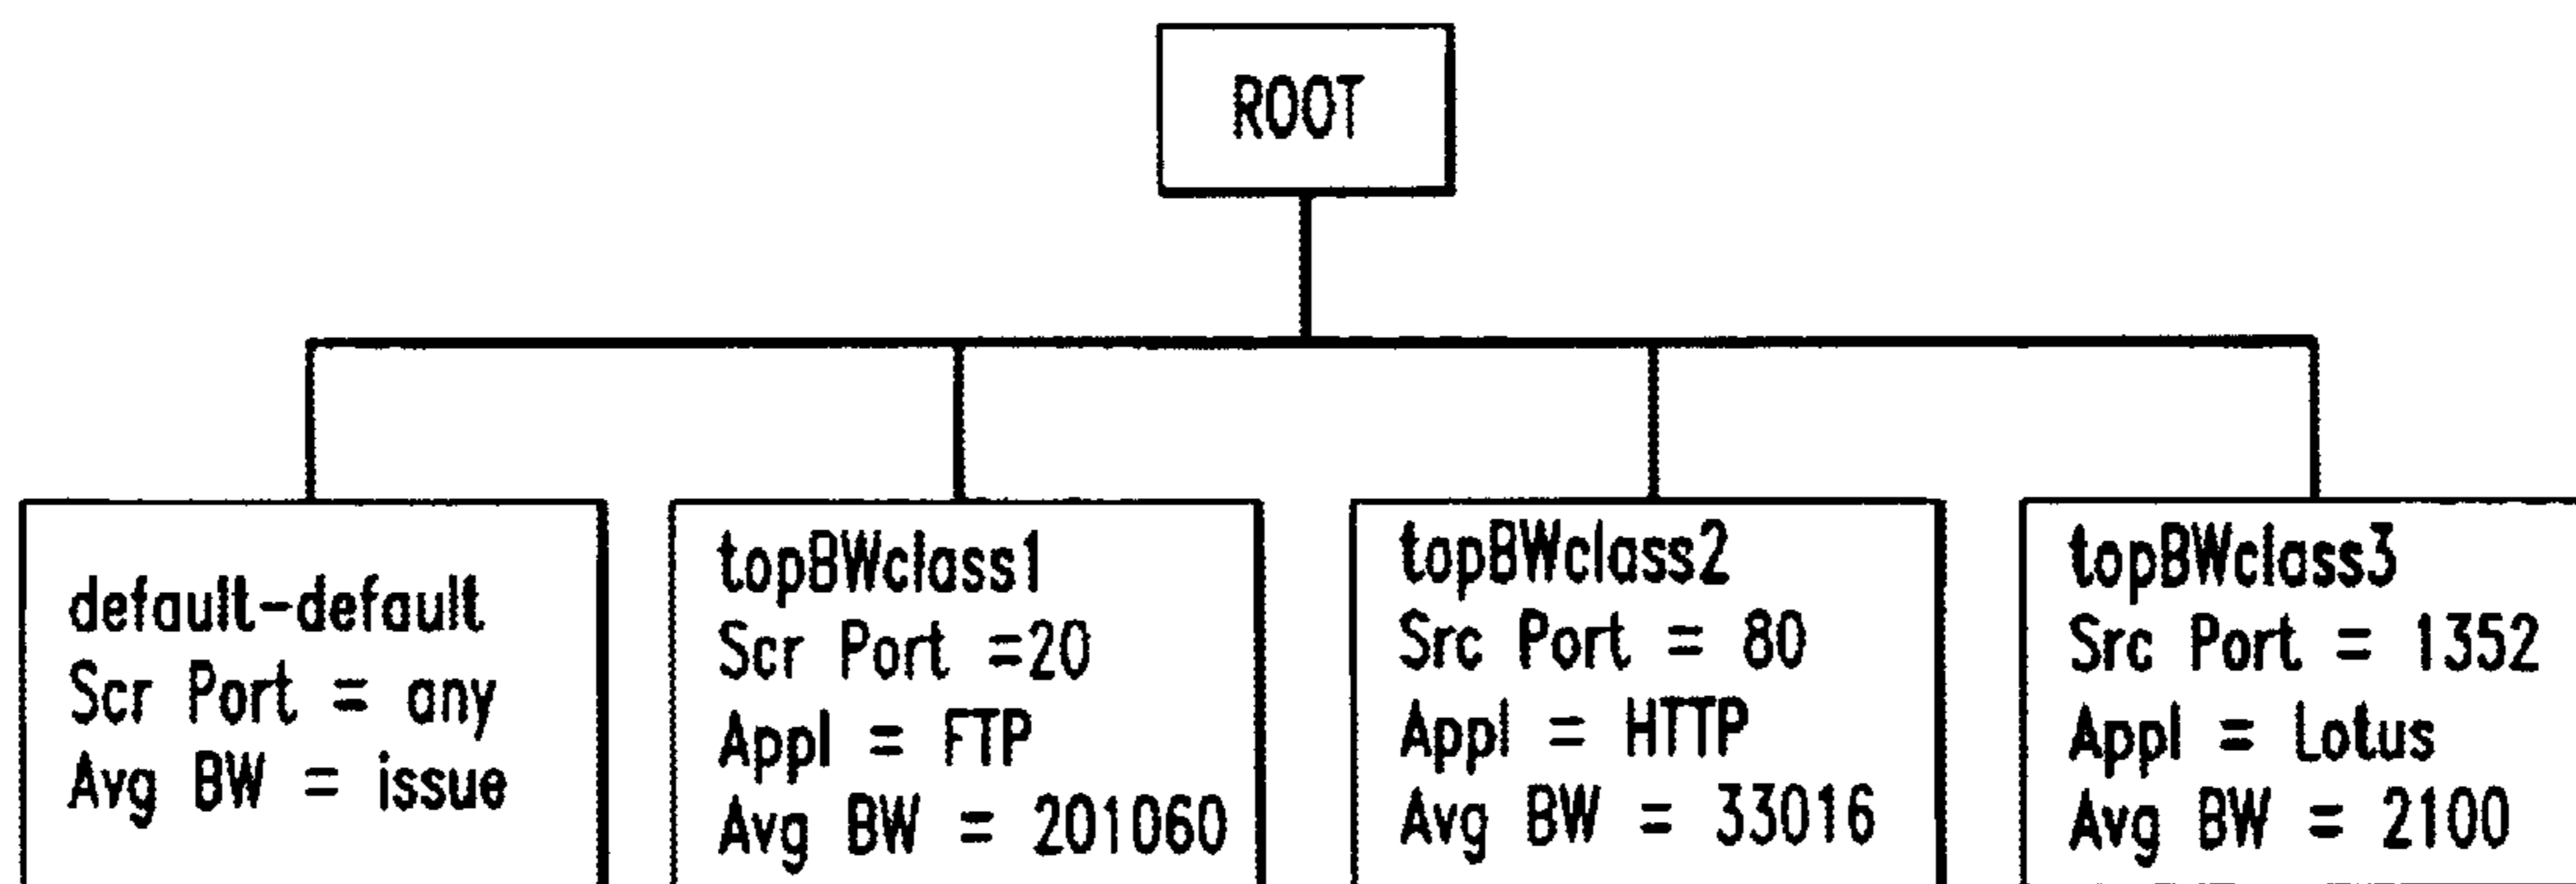 ROOT
default-default
Scr Port = any
Avg BW = issue
topBWclass1
Scr Port =20
Appl = FTP
Avg BW = 201060
topBWclass2
Src Port = 80
Appl = HTTP
Avg BW = 33016
topBWclass3
Src Port = 1352
Appl = Lotus
Avg BW = 2100